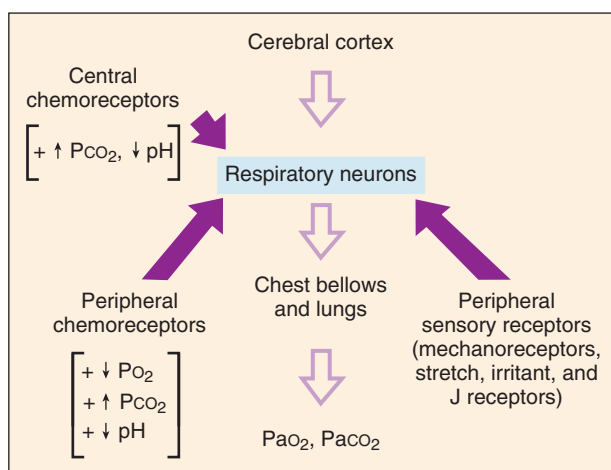 Cerebral cortex
Central
chemoreceptors
+ ↑ PCO₂, ↓ pH
Respiratory neurons
Peripheral
chemoreceptors
+ ↓ PO₂
+ ↑ PCO₂
+ ↓ pH
Chest bellows
and lungs
Peripheral
sensory receptors
(mechanoreceptors,
stretch, irritant, and
J receptors)
PaO₂, PaCO₂